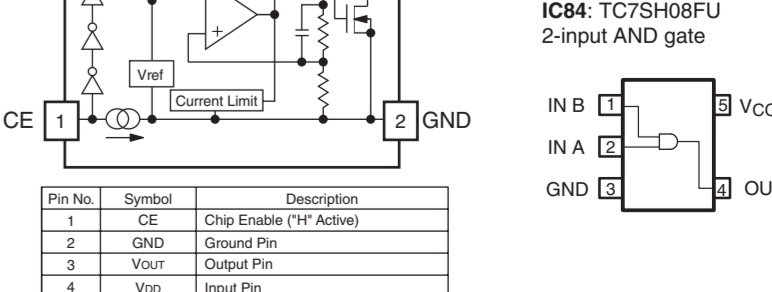 IC84: TC7SH08FU
2-input AND gate
+
Vref
Current Limit
CE 1
2 GND
IN B 1
5 VCC
IN A 2
GND 3
4 OU
Pin No. Symbol Description
1 CE Chip Enable ("H" Active)
2 GND Ground Pin
3 VOUT Output Pin
4 VDD Input Pin